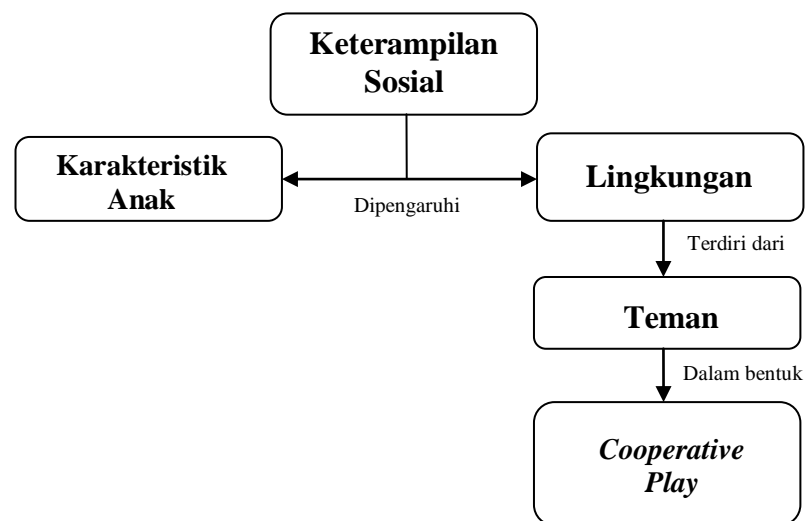 Keterampilan
Sosial
Karakteristik
Anak
Dipengaruhi
Lingkungan
Terdiri dari
Teman
Dalam bentuk
Cooperative
Play